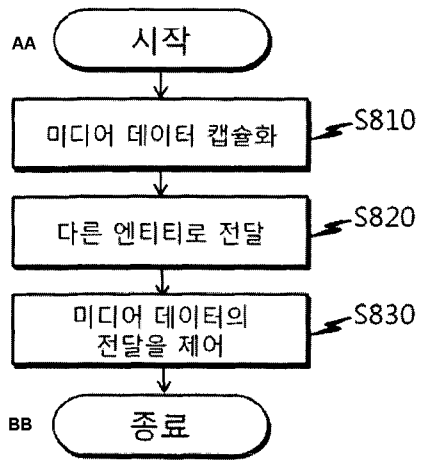 AA
시작
미디어 데이터 캡슐화
S810
다른 엔티티로 전달
S820
미디어 데이터의
전달을 제어
S830
BB
종료